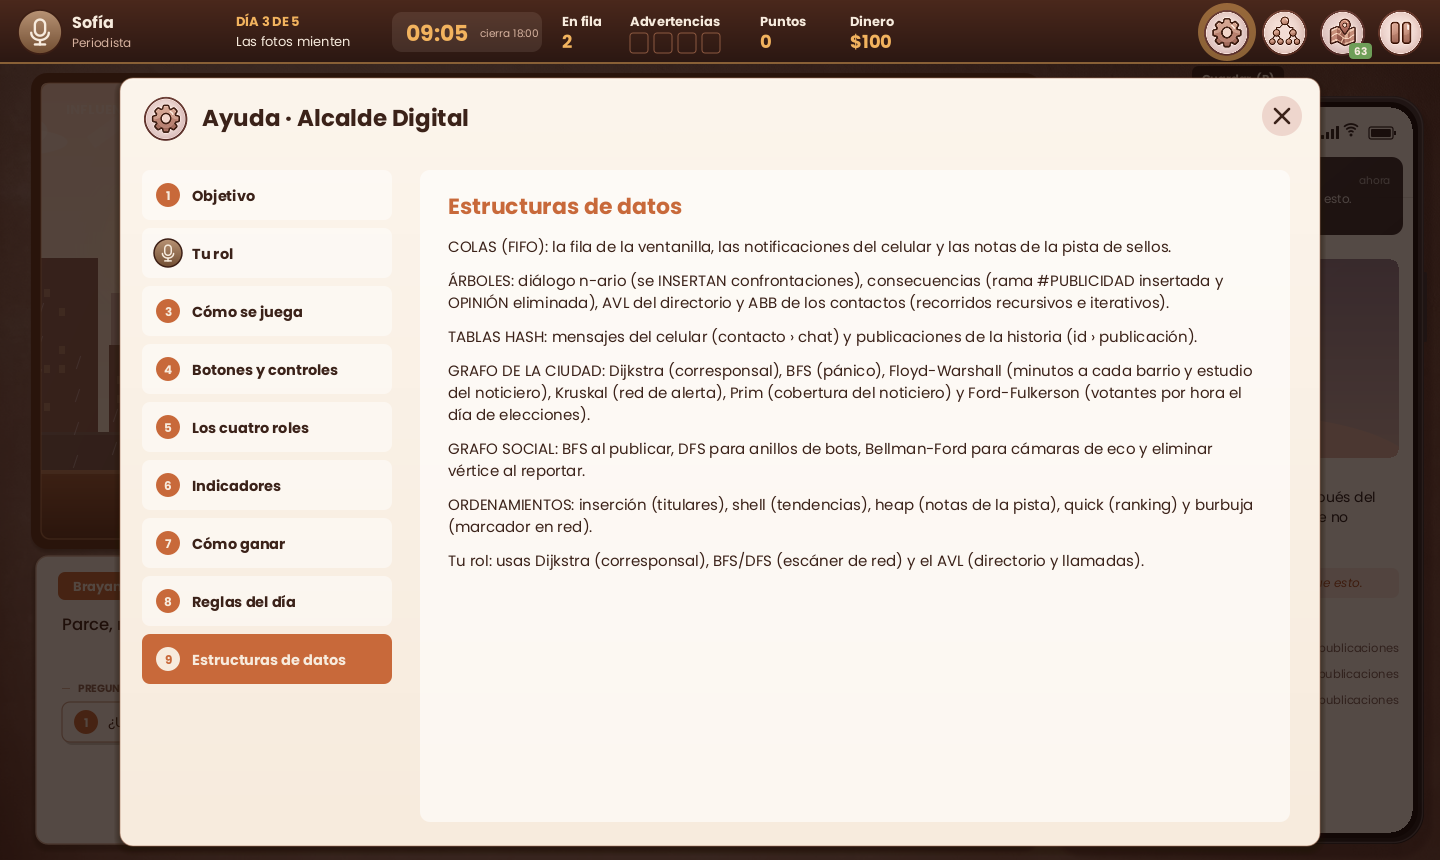 Sofía
Periodista
DÍA 3 DE 5
Las fotos mienten
09:05 cierra 18:00
En fila
2
Advertencias
Puntos
0
Dinero
$100
63
Ayuda · Alcalde Digital
1 Objetivo
Tu rol
3 Cómo se juega
4 Botones y controles
5 Los cuatro roles
6 Indicadores
7 Cómo ganar
8 Reglas del día
9 Estructuras de datos
Estructuras de datos
COLAS (FIFO): la fila de la ventanilla, las notificaciones del celular y las notas de la pista de sellos.
ÁRBOLES: diálogo n-ario (se INSERTAN confrontaciones), consecuencias (rama #PUBLICIDAD insertada y
OPINIÓN eliminada), AVL del directorio y ABB de los contactos (recorridos recursivos e iterativos).
TABLAS HASH: mensajes del celular (contacto › chat) y publicaciones de la historia (id › publicación).
GRAFO DE LA CIUDAD: Dijkstra (corresponsal), BFS (pánico), Floyd-Warshall (minutos a cada barrio y estudio
del noticiero), Kruskal (red de alerta), Prim (cobertura del noticiero) y Ford-Fulkerson (votantes por hora el
día de elecciones).
GRAFO SOCIAL: BFS al publicar, DFS para anillos de bots, Bellman-Ford para cámaras de eco y eliminar
vértice al reportar.
ORDENAMIENTOS: inserción (titulares), shell (tendencias), heap (notas de la pista), quick (ranking) y burbuja
(marcador en red).
Tu rol: usas Dijkstra (corresponsal), BFS/DFS (escáner de red) y el AVL (directorio y llamadas).
ahora
esto.
del
no
esto.
publicaciones
publicaciones
publicaciones
Parce,
1